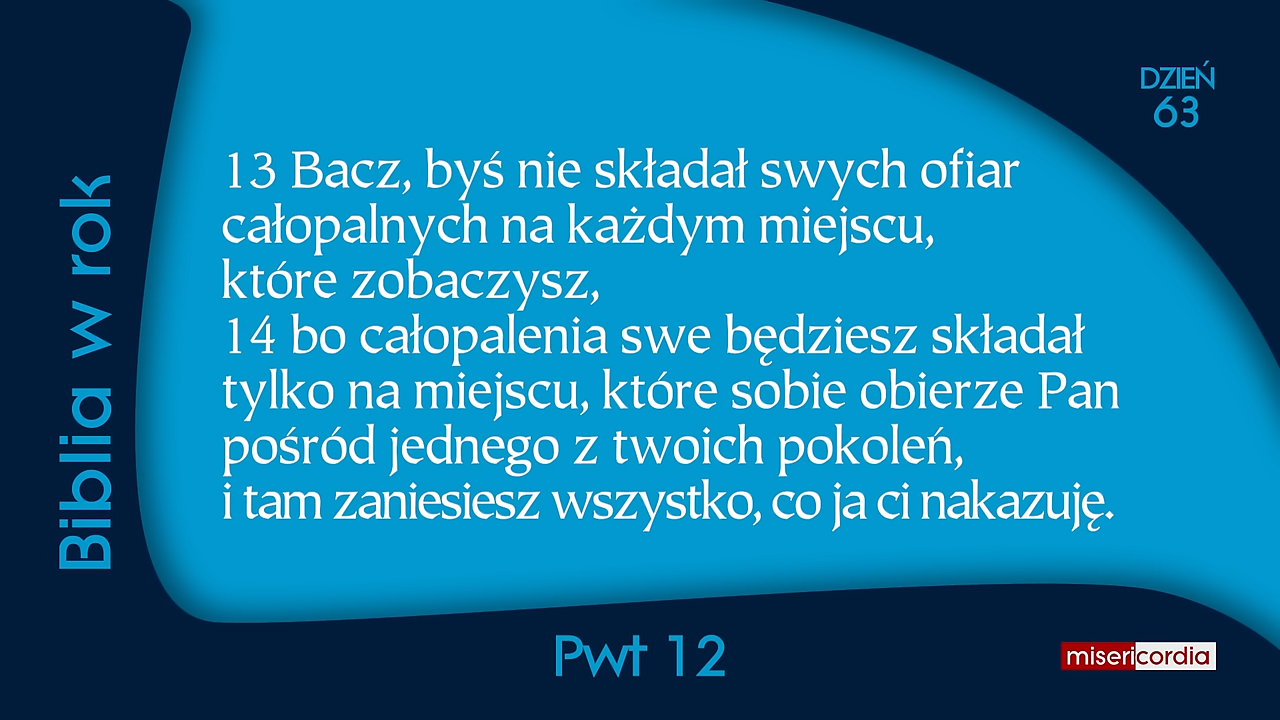 DZIEŃ
63
Biblia w rok
13 Bacz, byś nie składał swych ofiar
całopalnych na każdym miejscu,
które zobaczysz,
14 bo całopalenia swe będziesz składał
tylko na miejscu, które sobie obierze Pan
pośród jednego z twoich pokoleń,
i tam zaniesiesz wszystko, co ja ci nakazuję.
Pwt 12
misericordia